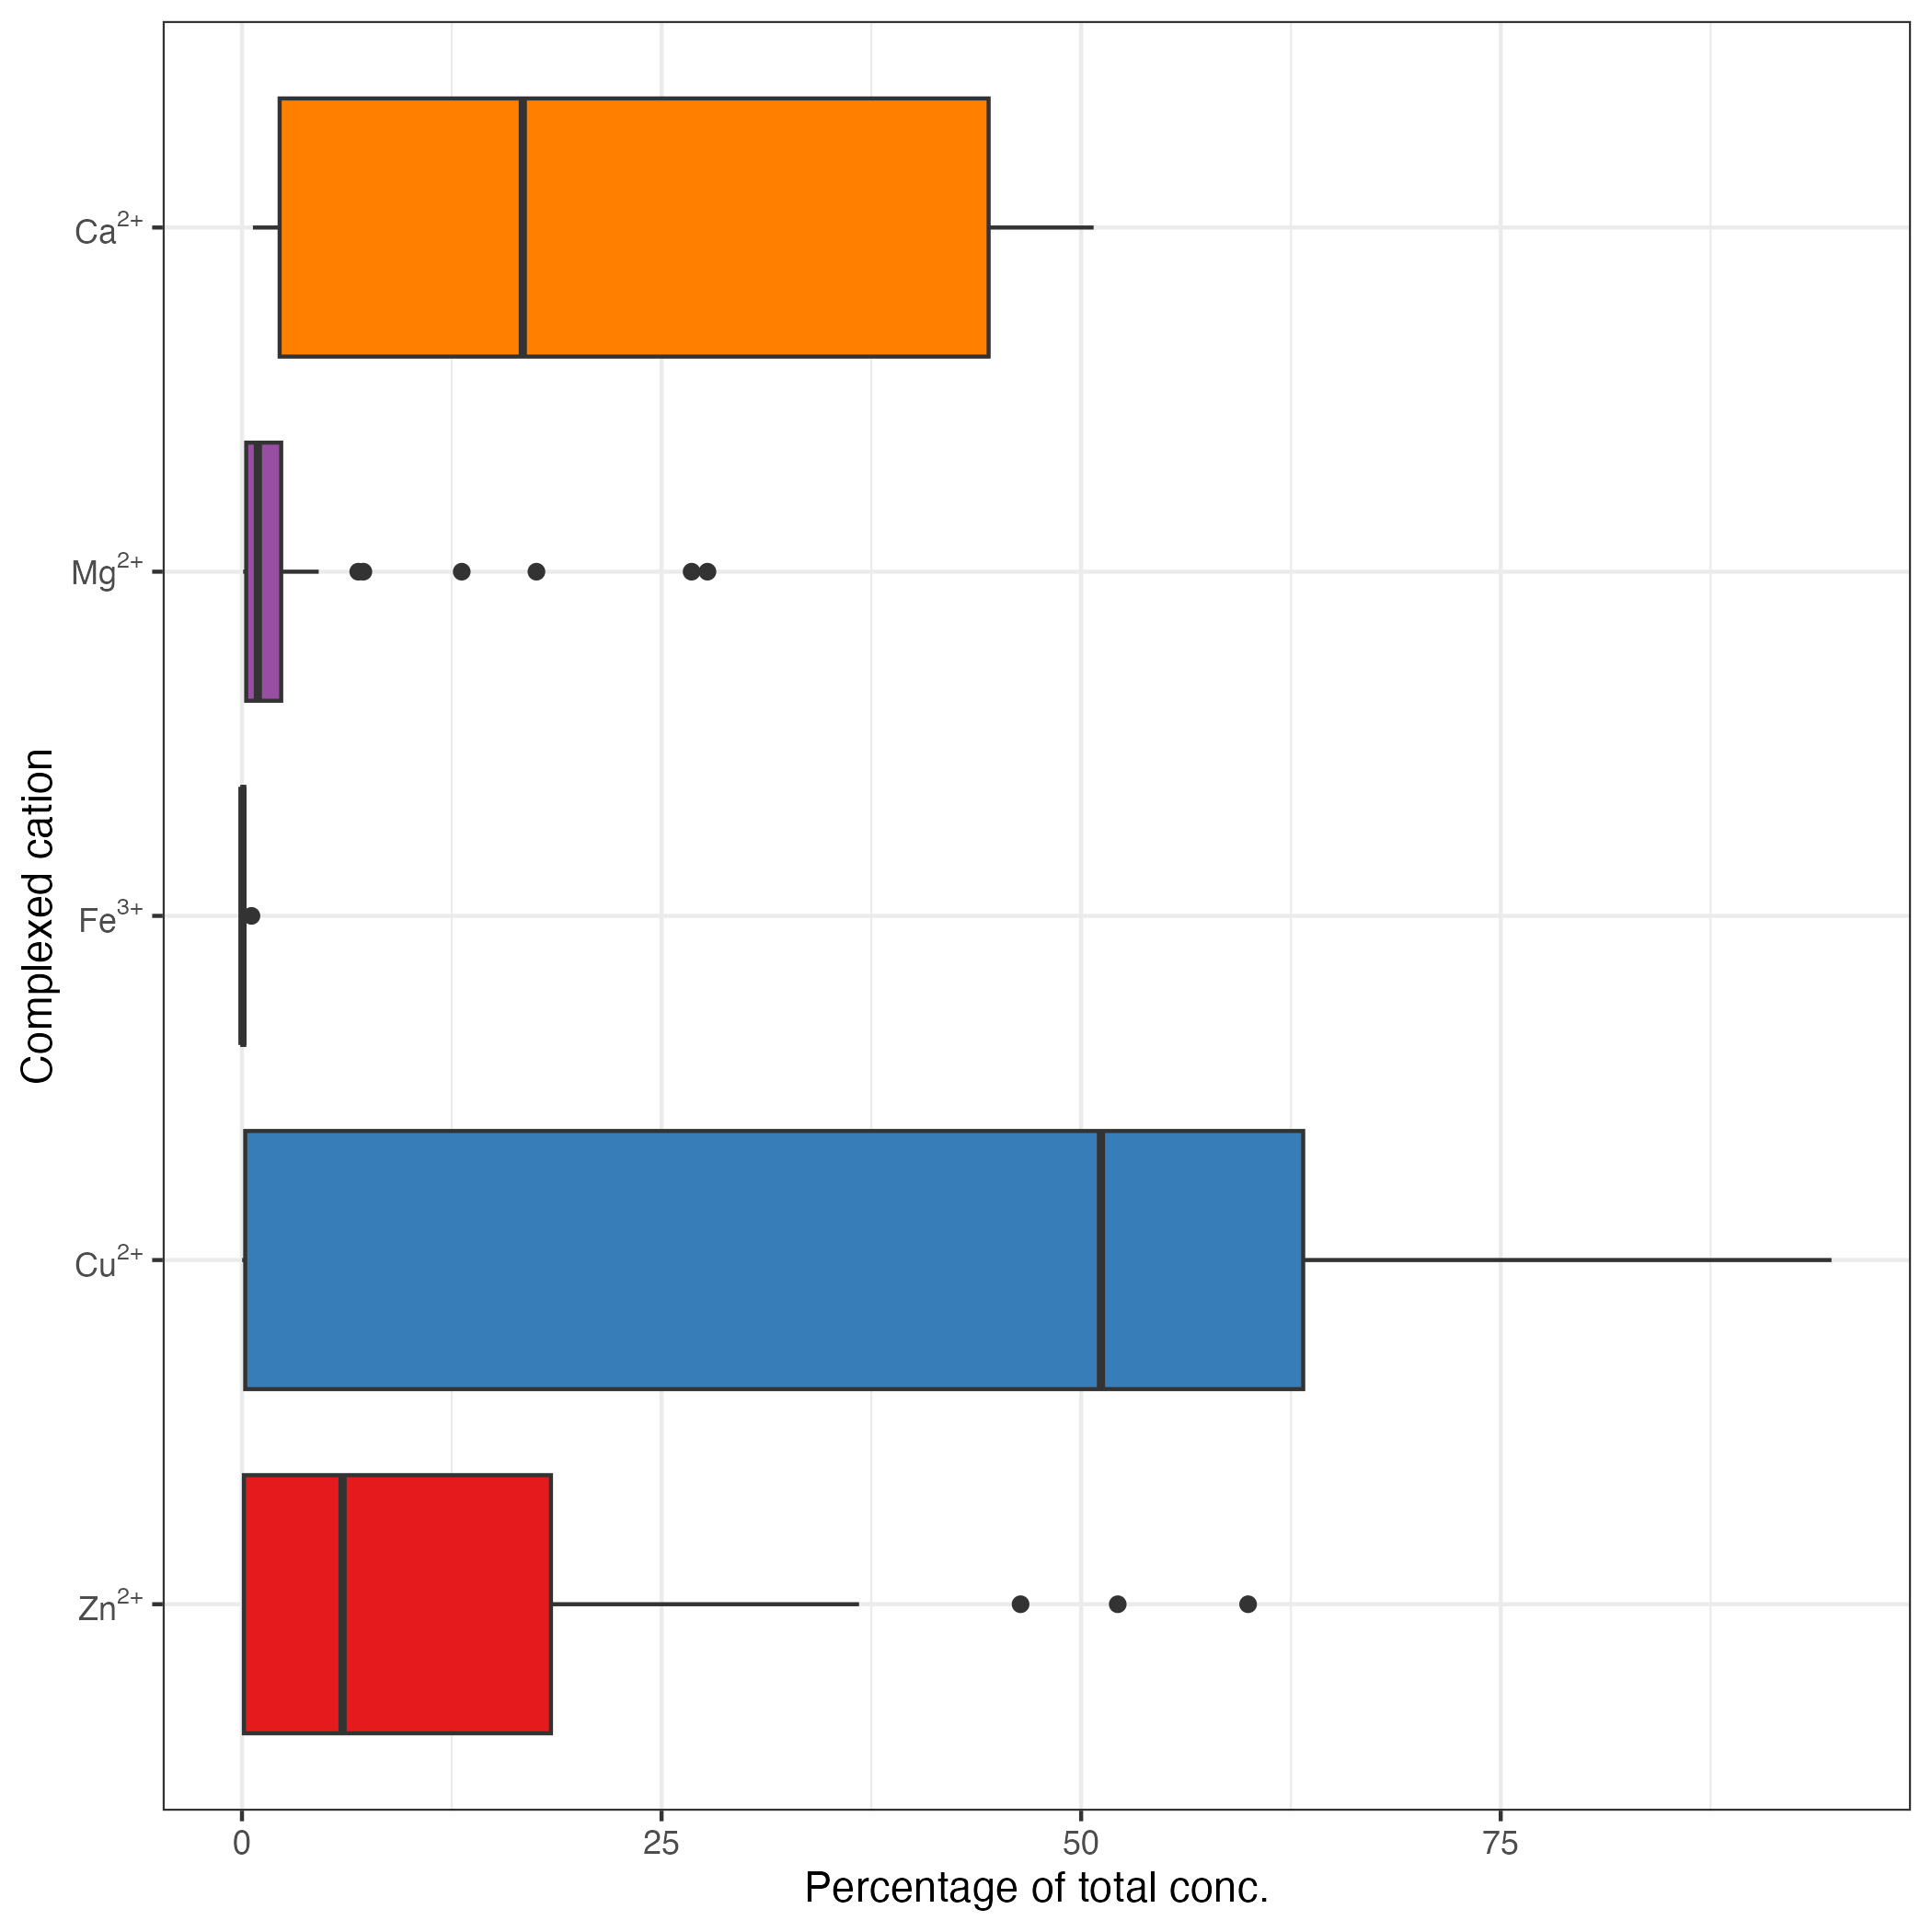 Complexed cation
Ca²⁺
Mg²⁺
Fe³⁺
Cu²⁺
Zn²⁺
0 25 50 75
Percentage of total conc.